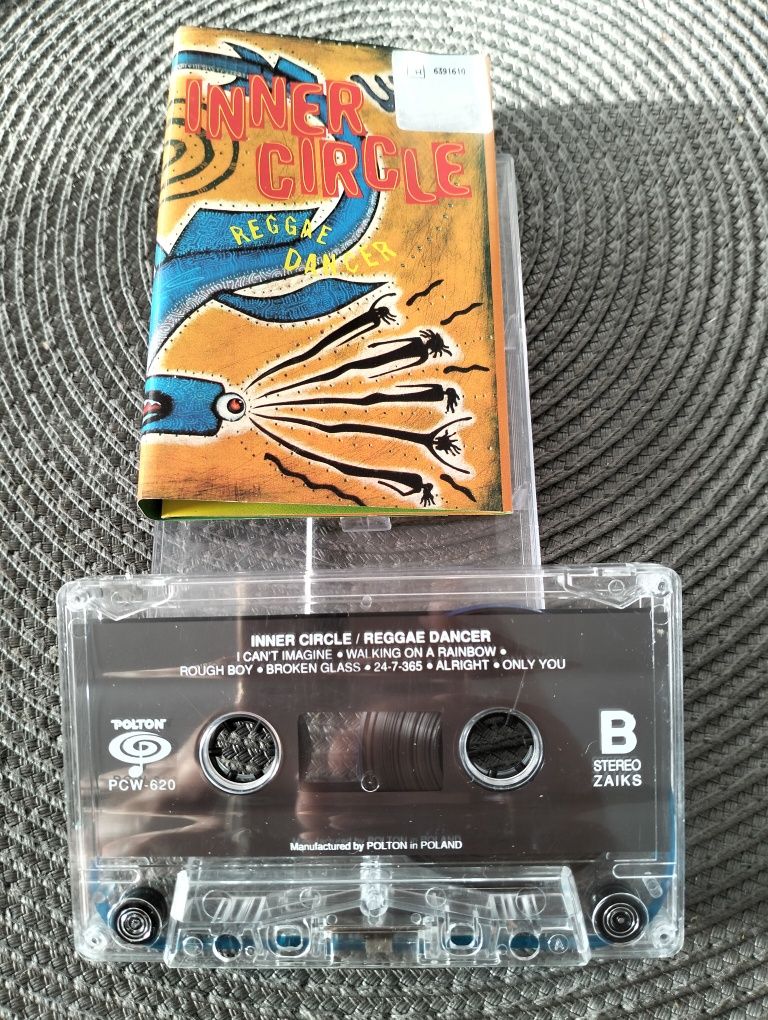 6391610
INNER
CIRCLE
REGGAE
DANCER
INNER CIRCLE / REGGAE DANCER
I CAN'T IMAGINE • WALKING ON A RAINBOW •
ROUGH BOY • BROKEN GLASS • 24-7-365 • ALRIGHT • ONLY YOU
POLTON
PCW-620
B
STEREO
ZAIKS
Manufactured by POLTON in POLAND